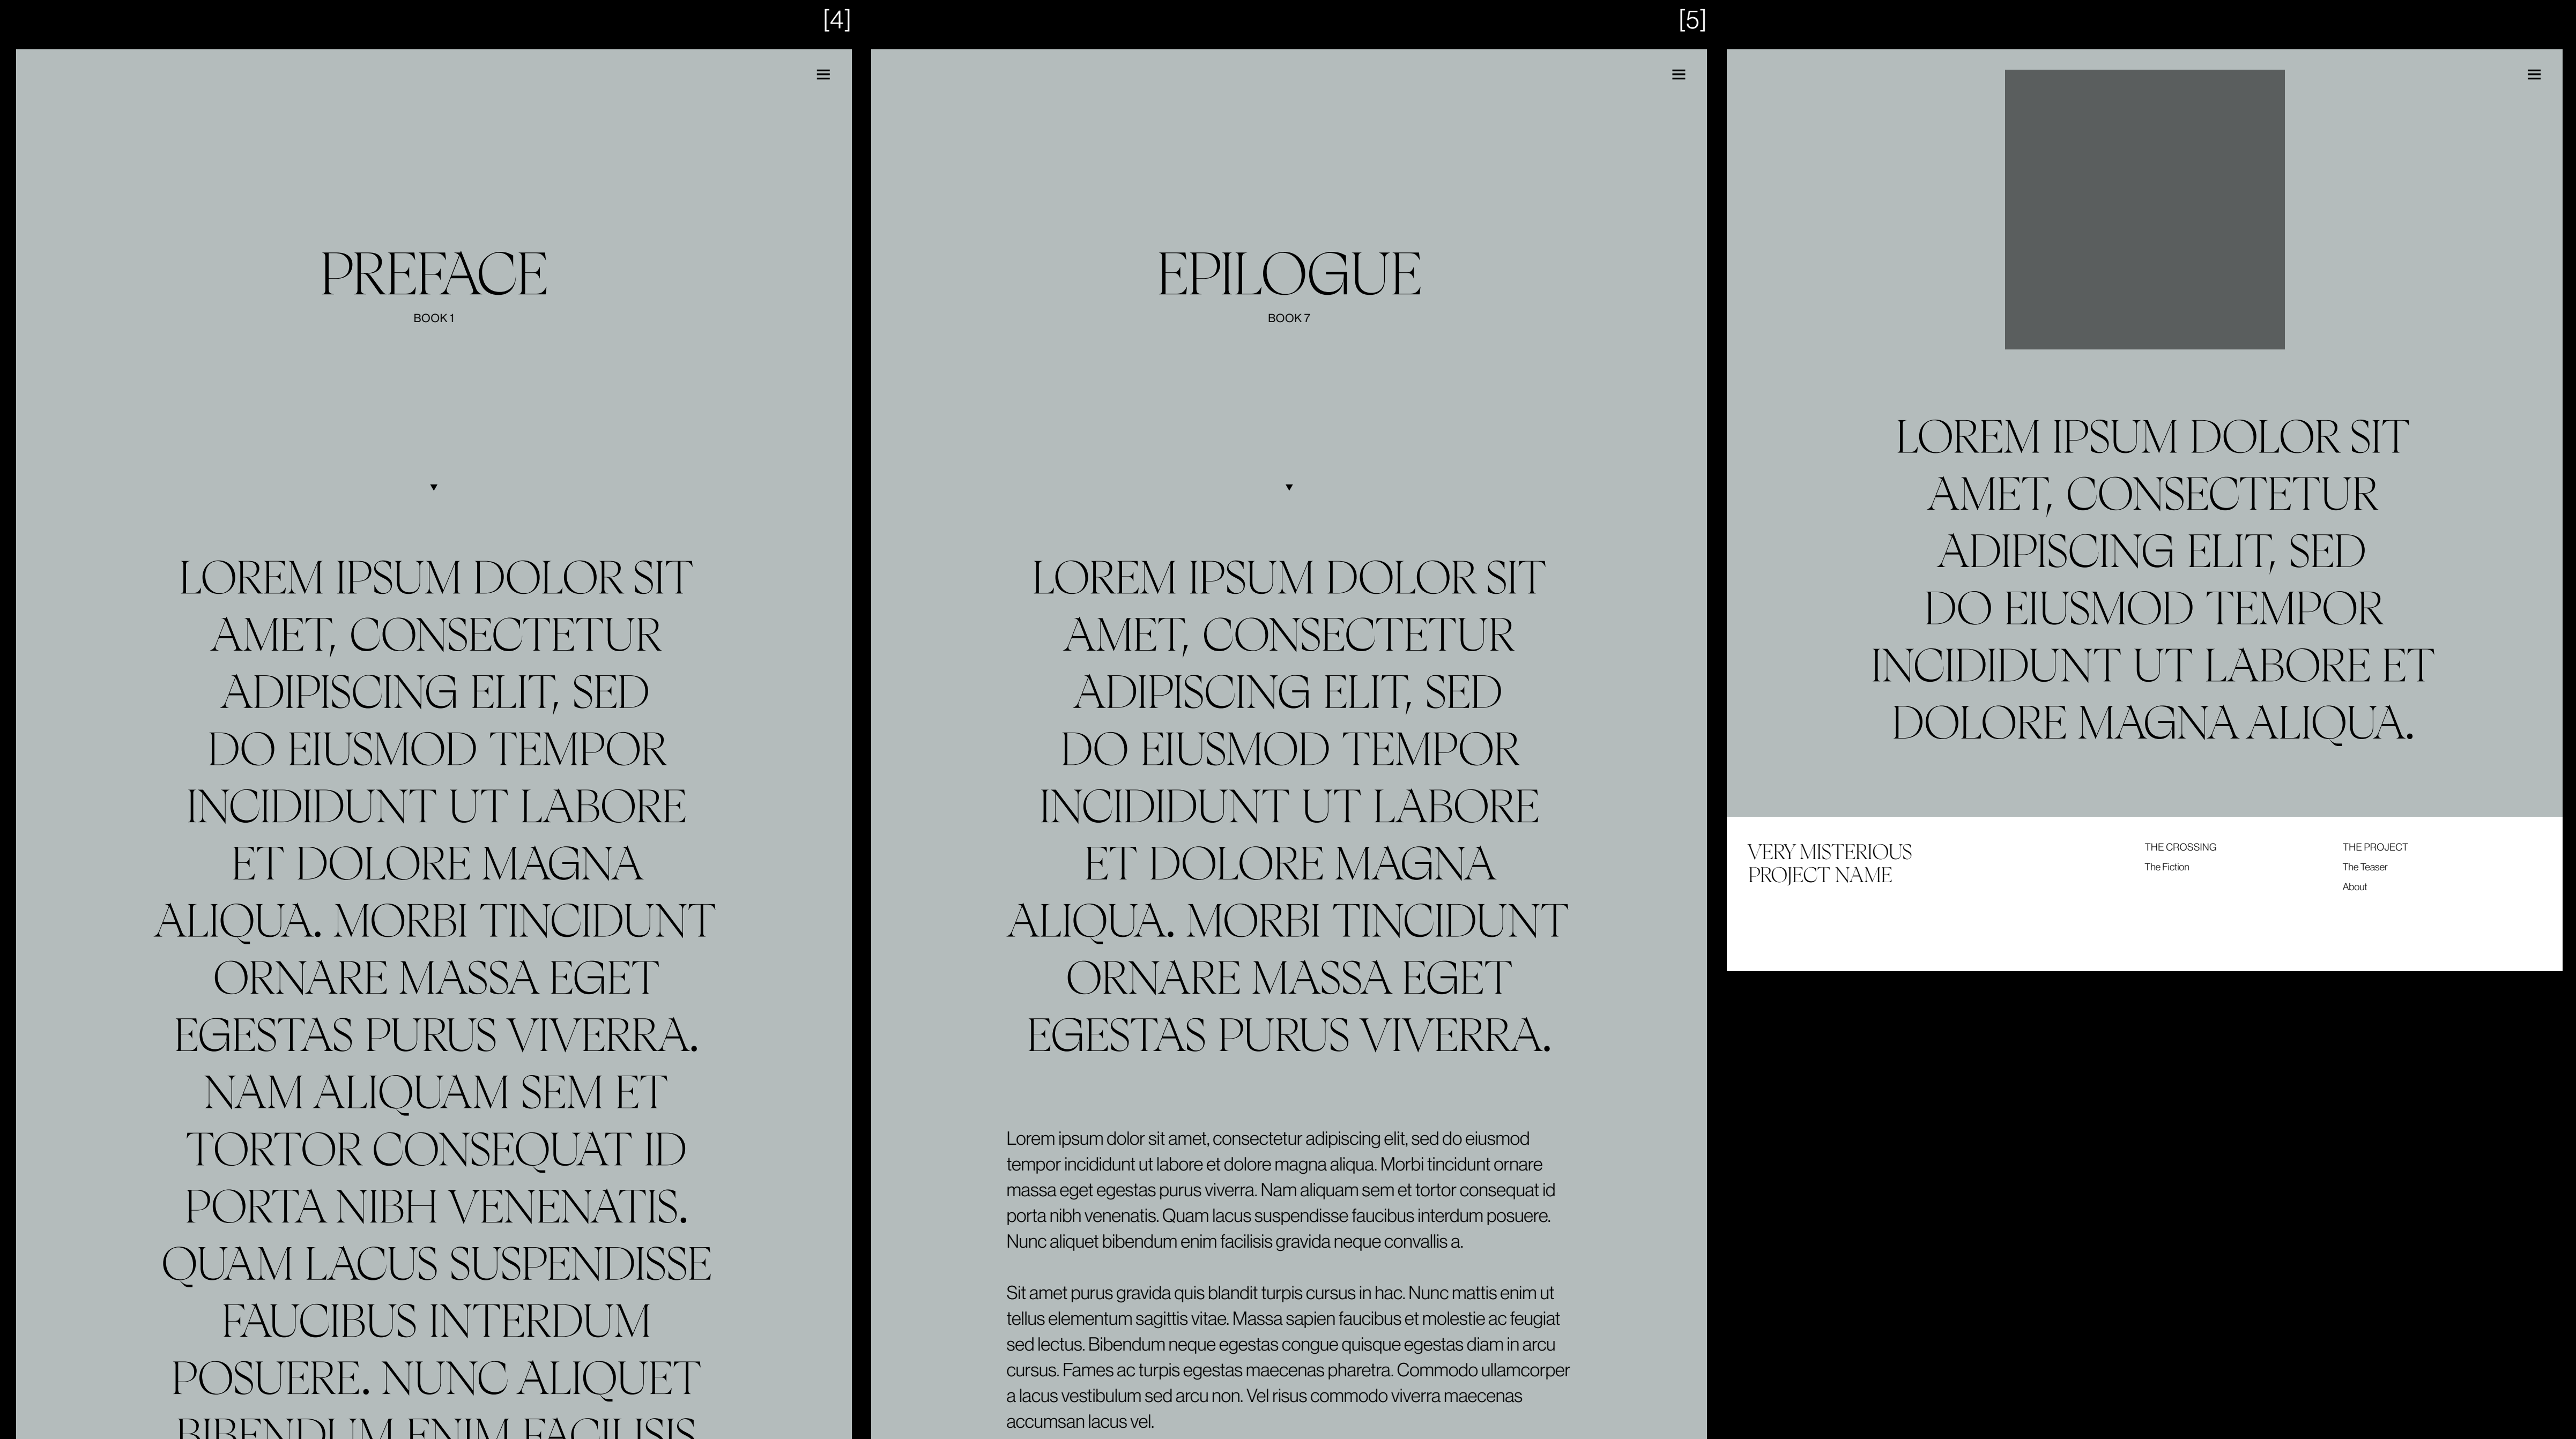 [4]
PREFACE
BOOK 1
LOREM IPSUM DOLOR SIT
AMET, CONSECTETUR
ADIPISCING ELIT, SED
DO EIUSMOD TEMPOR
INCIDIDUNT UT LABORE
ET DOLORE MAGNA
ALIQUA. MORBI TINCIDUNT
ORNARE MASSA EGET
EGESTAS PURUS VIVERRA.
NAM ALIQUAM SEM ET
TORTOR CONSEQUAT ID
PORTA NIBH VENENATIS.
QUAM LACUS SUSPENDISSE
FAUCIBUS INTERDUM
POSUERE. NUNC ALIQUET
BIBENDUM ENIM FACILISIS
[5]
EPILOGUE
BOOK 7
LOREM IPSUM DOLOR SIT
AMET, CONSECTETUR
ADIPISCING ELIT, SED
DO EIUSMOD TEMPOR
INCIDIDUNT UT LABORE
ET DOLORE MAGNA
ALIQUA. MORBI TINCIDUNT
ORNARE MASSA EGET
EGESTAS PURUS VIVERRA.
Lorem ipsum dolor sit amet, consectetur adipiscing elit, sed do eiusmod
tempor incididunt ut labore et dolore magna aliqua. Morbi tincidunt ornare
massa eget egestas purus viverra. Nam aliquam sem et tortor consequat id
porta nibh venenatis. Quam lacus suspendisse faucibus interdum posuere.
Nunc aliquet bibendum enim facilisis gravida neque convallis a.
Sit amet purus gravida quis blandit turpis cursus in hac. Nunc mattis enim ut
tellus elementum sagittis vitae. Massa sapien faucibus et molestie ac feugiat
sed lectus. Bibendum neque egestas congue quisque egestas diam in arcu
cursus. Fames ac turpis egestas maecenas pharetra. Commodo ullamcorper
a lacus vestibulum sed arcu non. Vel risus commodo viverra maecenas
accumsan lacus vel.
LOREM IPSUM DOLOR SIT
AMET, CONSECTETUR
ADIPISCING ELIT, SED
DO EIUSMOD TEMPOR
INCIDIDUNT UT LABORE ET
DOLORE MAGNA ALIQUA.
VERY MISTERIOUS
PROJECT NAME
THE CROSSING
The Fiction
THE PROJECT
The Teaser
About